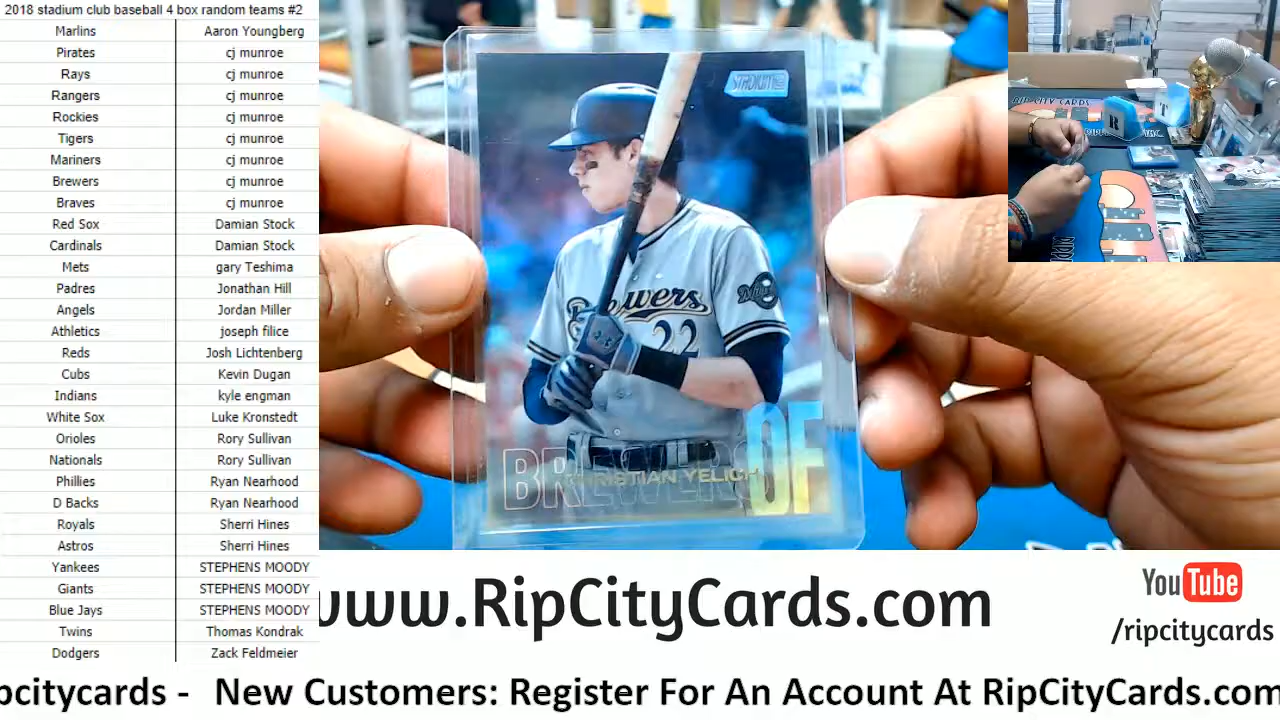 2018 stadium club baseball 4 box random teams #2
Marlins Aaron Youngberg
Pirates cj munroe
Rays cj munroe
Rangers cj munroe
Rockies cj munroe
Tigers cj munroe
Mariners cj munroe
Brewers cj munroe
Braves cj munroe
Red Sox Damian Stock
Cardinals Damian Stock
Mets gary Teshima
Padres Jonathan Hill
Angels Jordan Miller
Athletics joseph filice
Reds Josh Lichtenberg
Cubs Kevin Dugan
Indians kyle engman
White Sox Luke Kronstedt
Orioles Rory Sullivan
Nationals Rory Sullivan
Phillies Ryan Nearhood
D Backs Ryan Nearhood
Royals Sherri Hines
Astros Sherri Hines
Yankees STEPHENS MOODY
Giants STEPHENS MOODY
Blue Jays STEPHENS MOODY
Twins Thomas Kondrak
Dodgers Zack Feldmeier
STADIUM
Brewers
22
BREWERS OF
CHRISTIAN YELICH
RIP CITY CARDS
R
T
www.RipCityCards.com
YouTube
/ripcitycards
pcitycards - New Customers: Register For An Account At RipCityCards.com